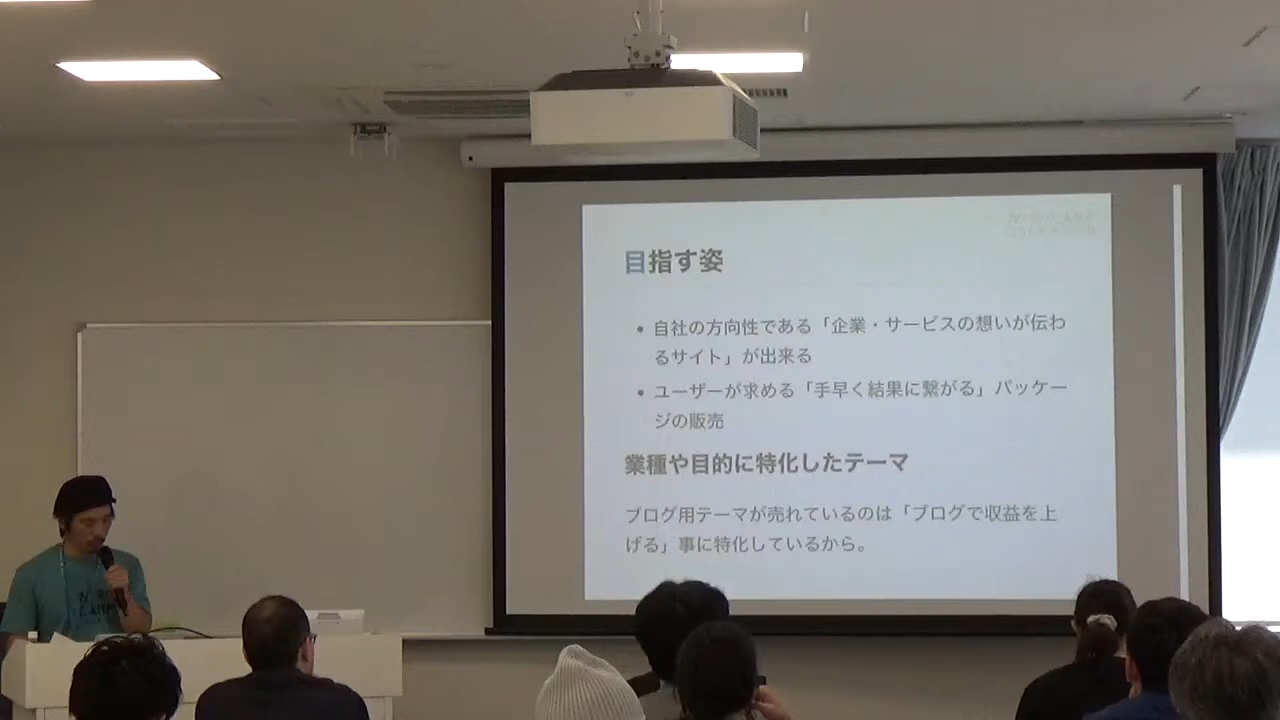 目指す姿
• 自社の方向性である「企業・サービスの想いが伝わ
るサイト」が出来る
• ユーザーが求める「手早く結果に繋がる」パッケー
ジの販売
業種や目的に特化したテーマ
ブログ用テーマが売れているのは「ブログで収益を上
げる」事に特化しているから。